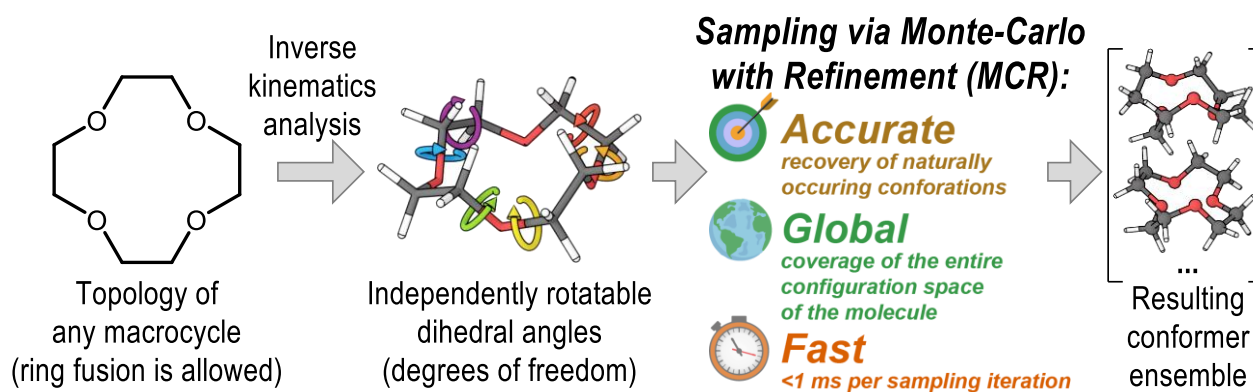 Inverse
kinematics
analysis
O
O
O
O
Topology of
any macrocycle
(ring fusion is allowed)
Independently rotatable
dihedral angles
(degrees of freedom)
Sampling via Monte-Carlo
with Refinement (MCR):
Accurate
recovery of naturally
occuring conforations
Global
coverage of the entire
configuration space
of the molecule
Fast
<1 ms per sampling iteration
...
Resulting
conformer
ensemble